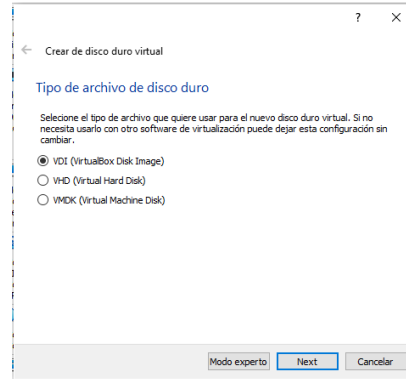 ?
Crear de disco duro virtual
Tipo de archivo de disco duro
Selecione el tipo de archivo que quiere usar para el nuevo disco duro virtual. Si no
necesita usarlo con otro software de virtualización puede dejar esta configuración sin
cambiar.
VDI (VirtualBox Disk Image)
VHD (Virtual Hard Disk)
VMDK (Virtual Machine Disk)
Modo experto Next Cancelar